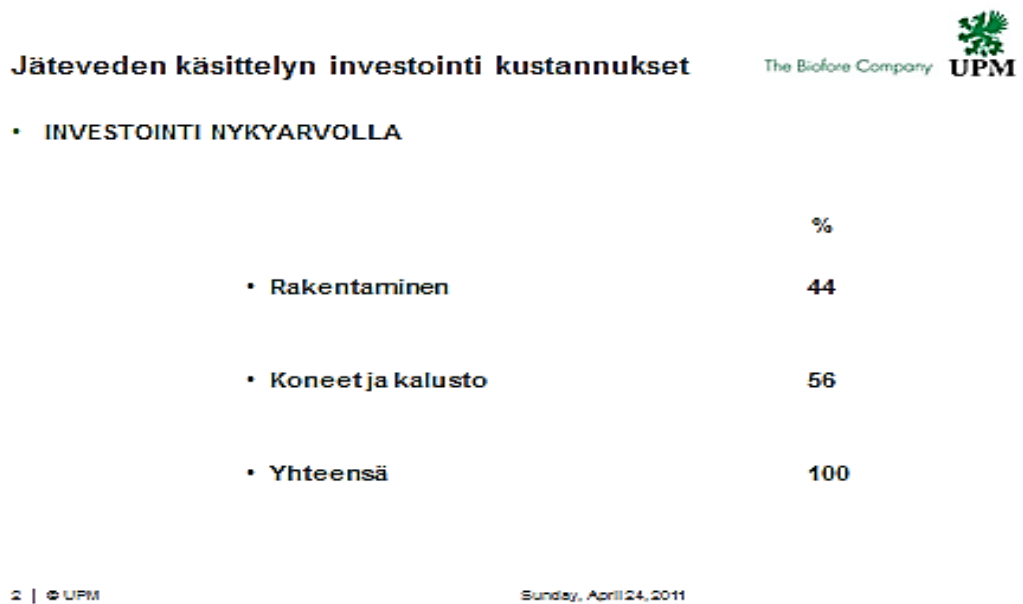 Jäteveden käsittelyn investointi kustannukset
The Biofore Company UPM
• INVESTOINTI NYKYARVOLLA
%
• Rakentaminen 44
• Koneet ja kalusto 56
• Yhteensä 100
2 | © UPM Sunday, April 24, 2011